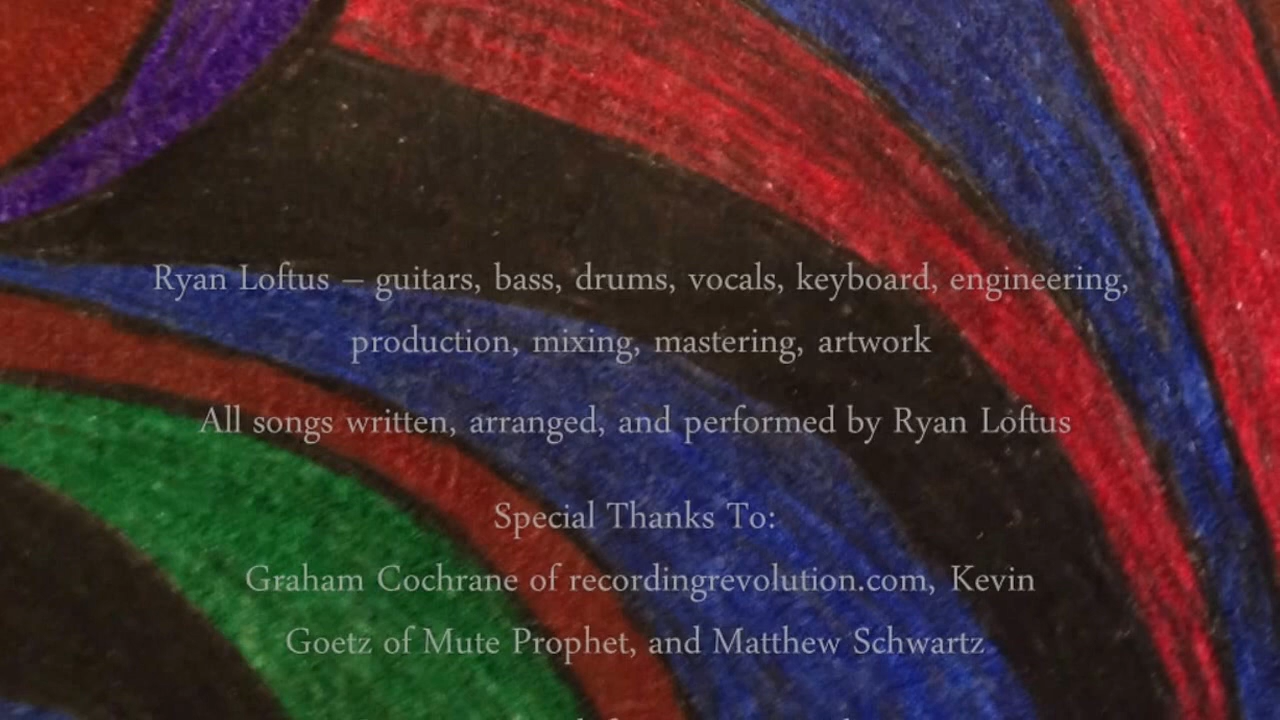 Ryan Loftus – guitars, bass, drums, vocals, keyboard, engineering,
production, mixing, mastering, artwork
All songs written, arranged, and performed by Ryan Loftus
Special Thanks To:
Graham Cochrane of recordingrevolution.com, Kevin
Goetz of Mute Prophet, and Matthew Schwartz